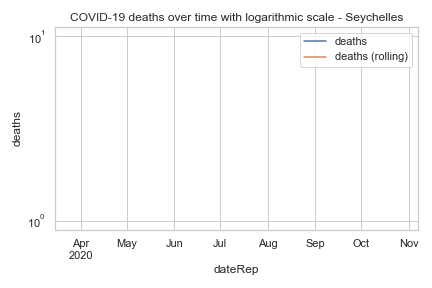 COVID-19 deaths over time with logarithmic scale - Seychelles
10¹
deaths
deaths (rolling)
deaths
10⁰
Apr May Jun Jul Aug Sep Oct Nov
2020
dateRep